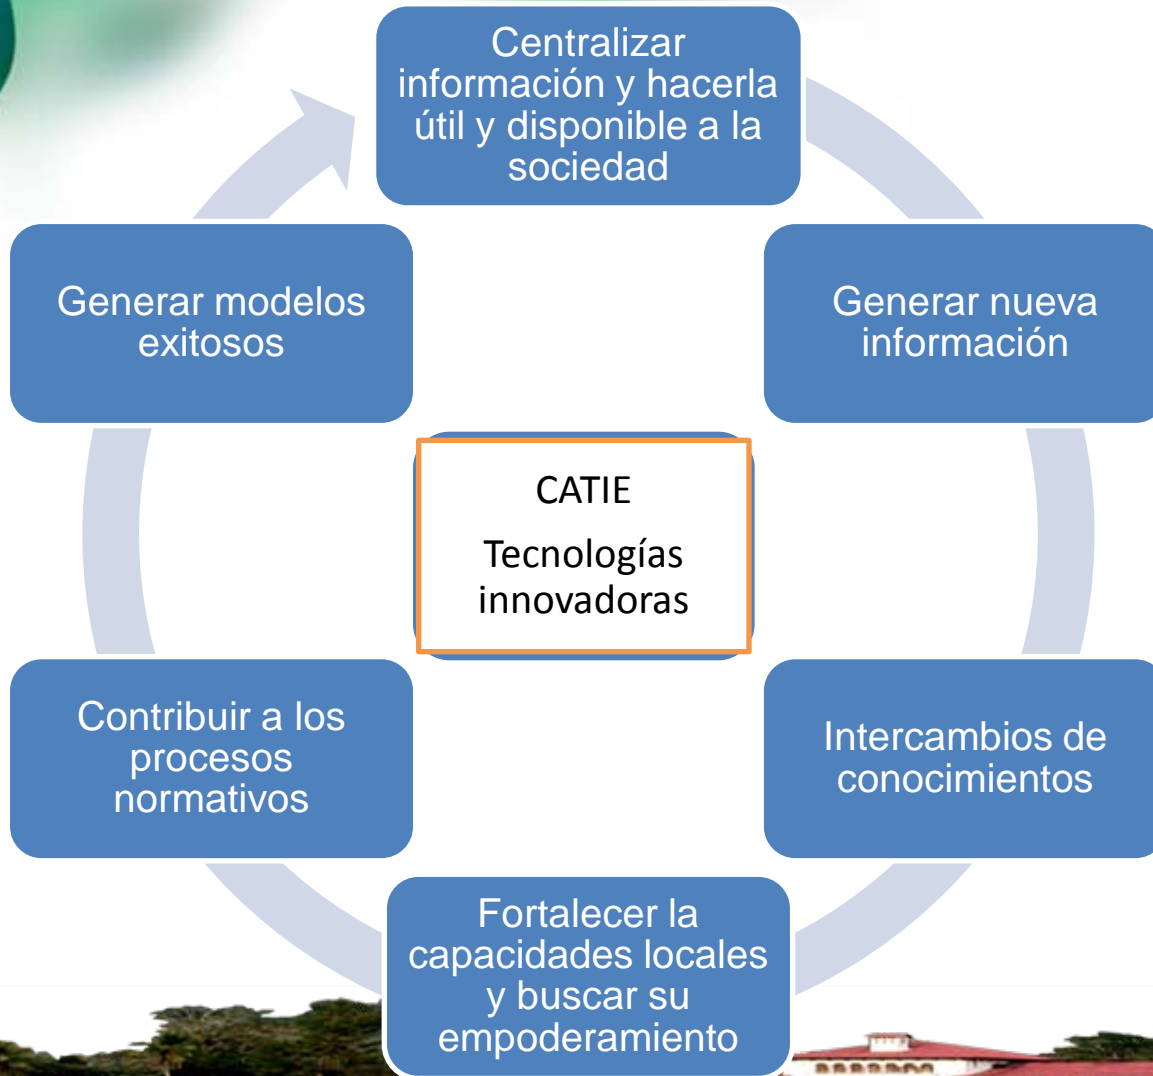 Centralizar
información y hacerla
útil y disponible a la
sociedad
Generar nueva
información
Intercambios de
conocimientos
Fortalecer la
capacidades locales
y buscar su
empoderamiento
Contribuir a los
procesos
normativos
Generar modelos
exitosos
CATIE
Tecnologías
innovadoras